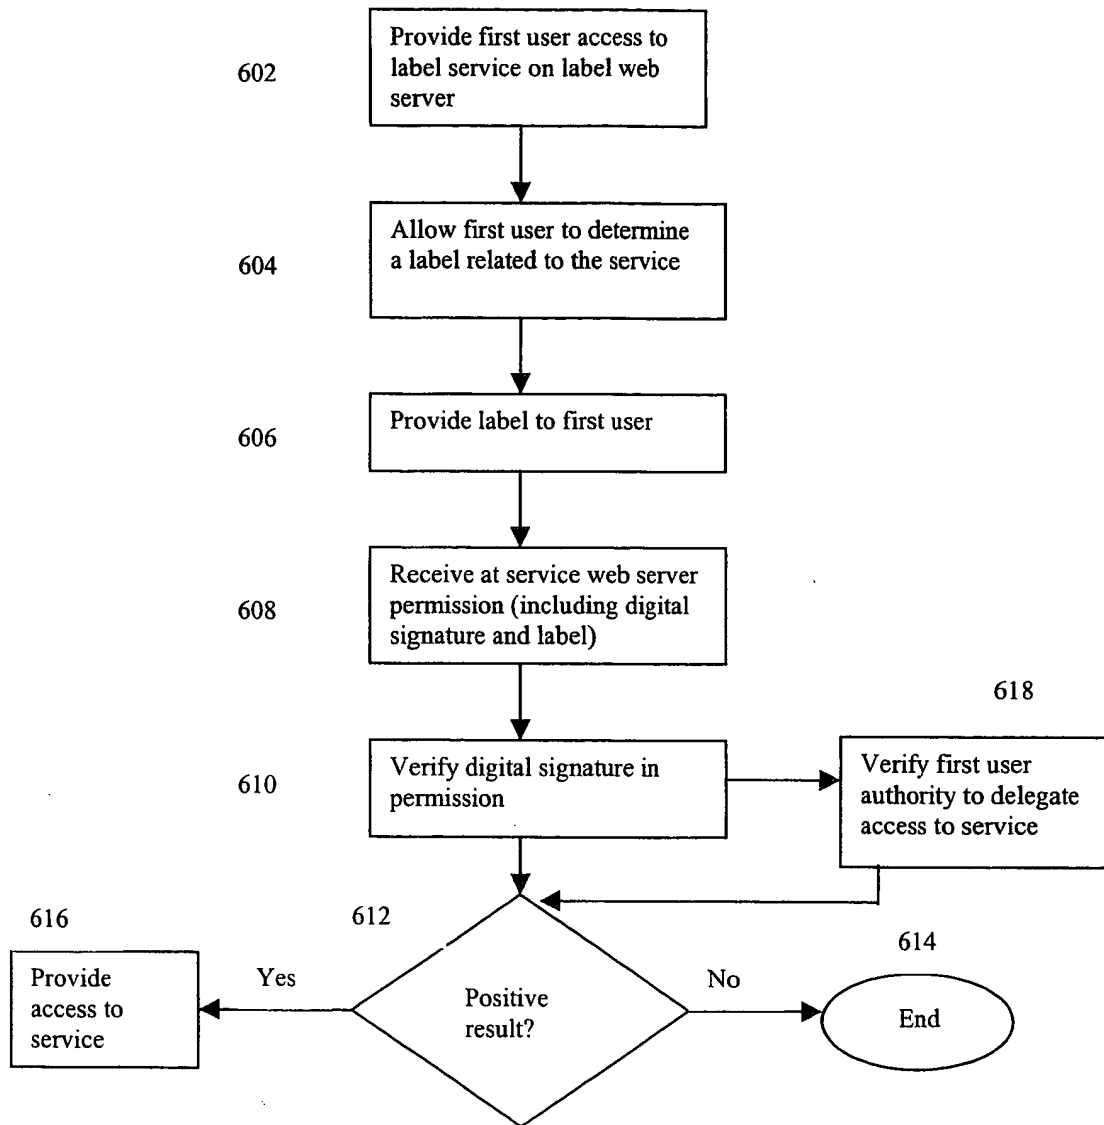 602
Provide first user access to
label service on label web
server
604
Allow first user to determine
a label related to the service
606
Provide label to first user
608
Receive at service web server
permission (including digital
signature and label)
610
Verify digital signature in
permission
618
Verify first user
authority to delegate
access to service
612
Positive
result?
616
Yes
Provide
access to
service
No
614
End